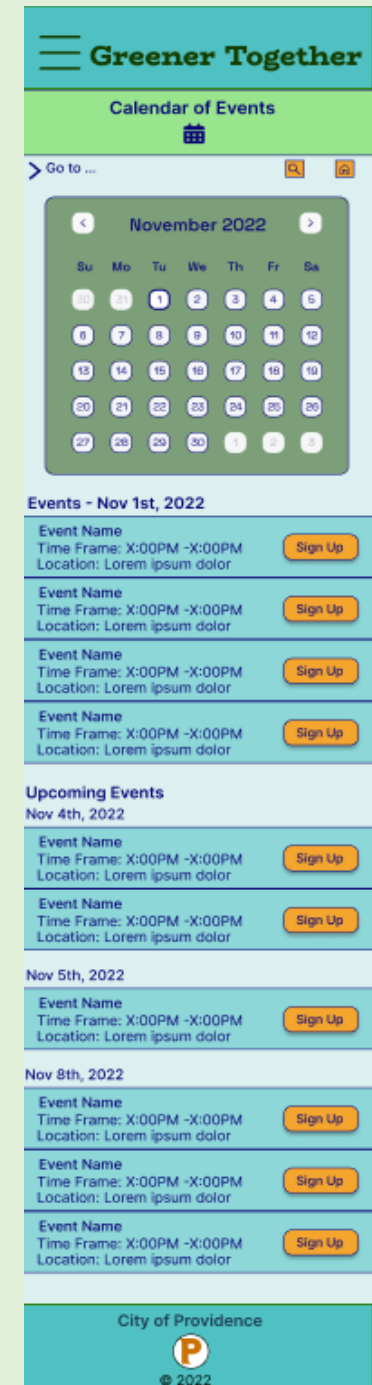 Greener Together
Calendar of Events
Go to ...
November 2022
Su Mo Tu We Th Fr Sa
30 31 1 2 3 4 5
6 7 8 9 10 11 12
13 14 15 16 17 18 19
20 21 22 23 24 25 26
27 28 29 30 1 2 3
Events - Nov 1st, 2022
Event Name
Time Frame: X:00PM -X:00PM
Location: Lorem ipsum dolor
Sign Up
Event Name
Time Frame: X:00PM -X:00PM
Location: Lorem ipsum dolor
Sign Up
Event Name
Time Frame: X:00PM -X:00PM
Location: Lorem ipsum dolor
Sign Up
Event Name
Time Frame: X:00PM -X:00PM
Location: Lorem ipsum dolor
Sign Up
Upcoming Events
Nov 4th, 2022
Event Name
Time Frame: X:00PM -X:00PM
Location: Lorem ipsum dolor
Sign Up
Event Name
Time Frame: X:00PM -X:00PM
Location: Lorem ipsum dolor
Sign Up
Nov 5th, 2022
Event Name
Time Frame: X:00PM -X:00PM
Location: Lorem ipsum dolor
Sign Up
Nov 8th, 2022
Event Name
Time Frame: X:00PM -X:00PM
Location: Lorem ipsum dolor
Sign Up
Event Name
Time Frame: X:00PM -X:00PM
Location: Lorem ipsum dolor
Sign Up
Event Name
Time Frame: X:00PM -X:00PM
Location: Lorem ipsum dolor
Sign Up
City of Providence
P
© 2022